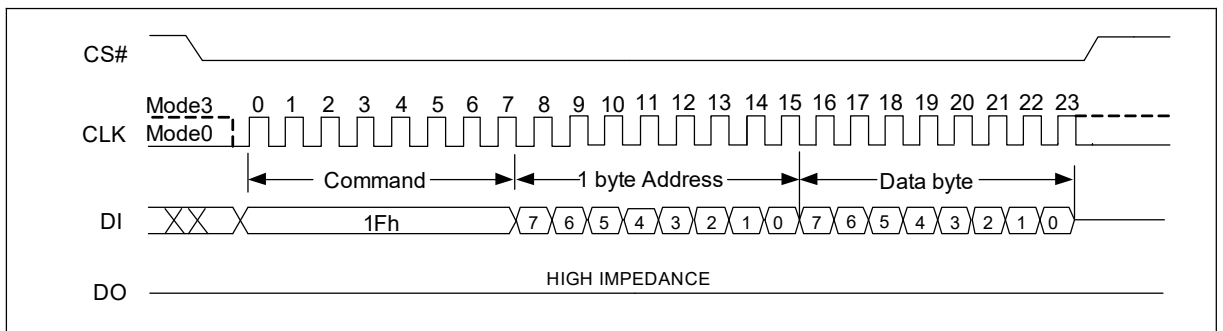 CS#
Mode3 0 1 2 3 4 5 6 7 8 9 10 11 12 13 14 15 16 17 18 19 20 21 22 23
CLK Mode0
Command 1 byte Address Data byte
DI 1Fh 7 6 5 4 3 2 1 0 7 6 5 4 3 2 1 0
HIGH IMPEDANCE
DO